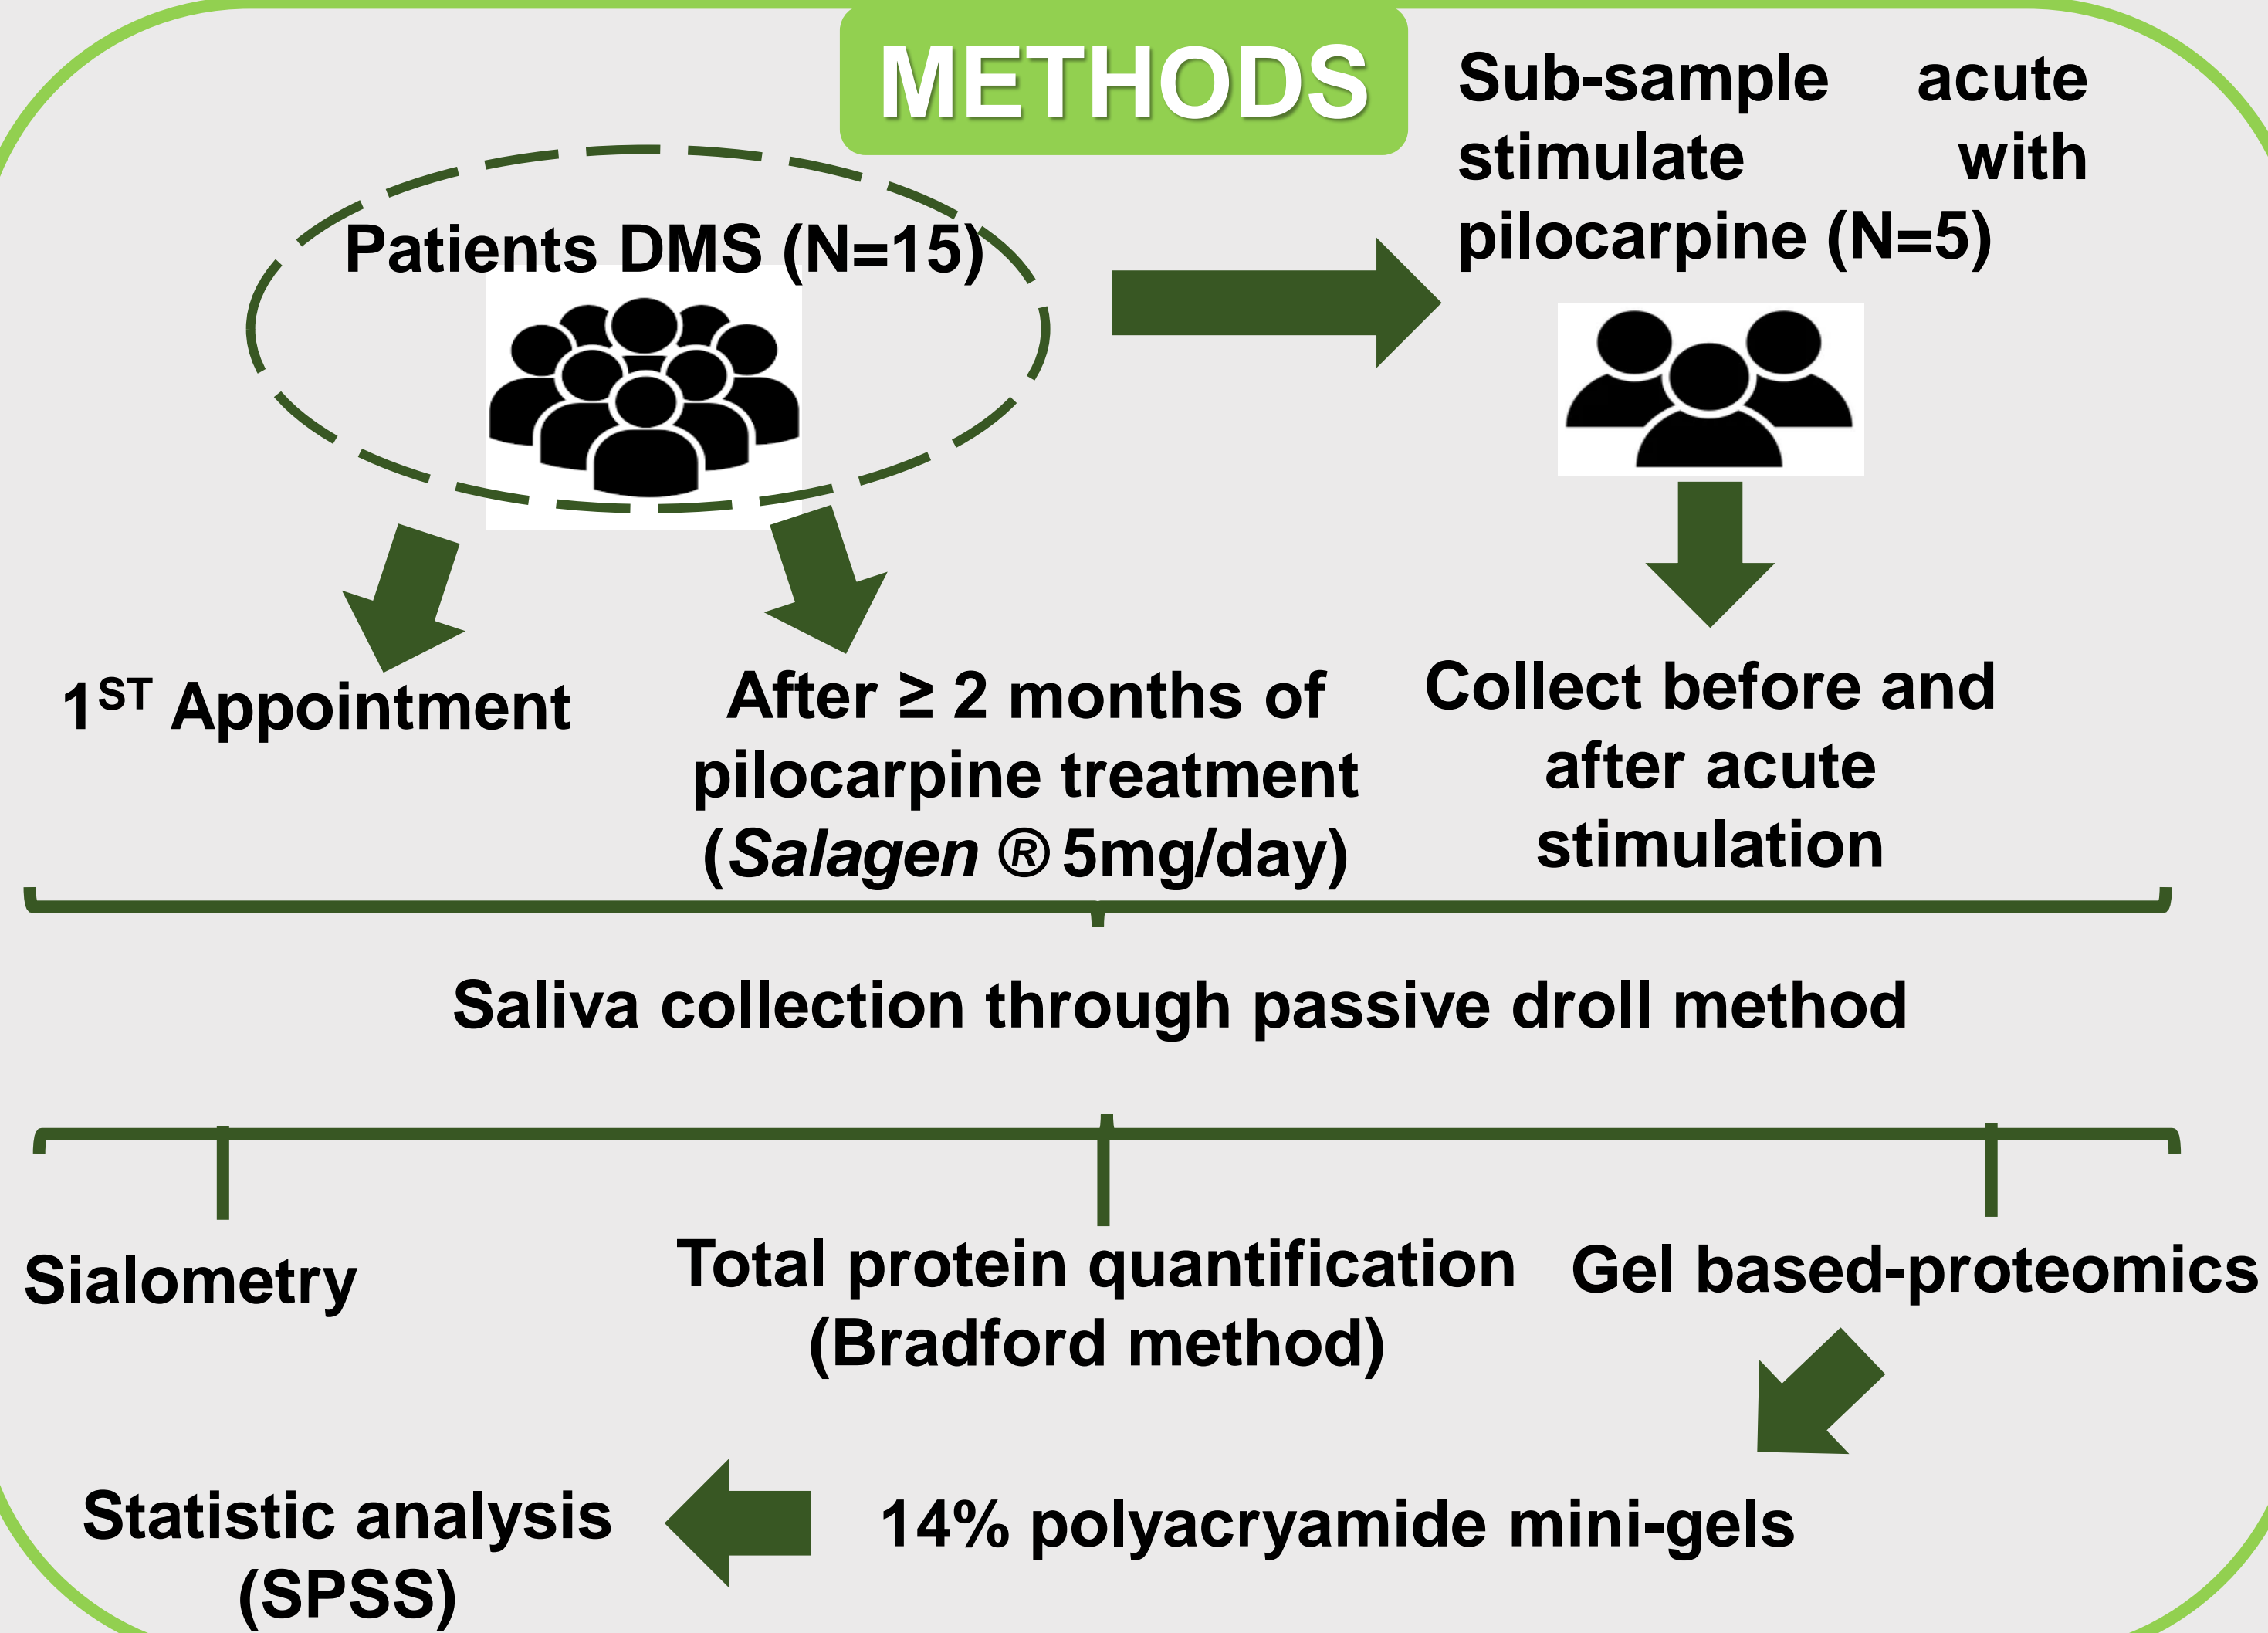 METHODS
Patients DMS (N=15)
Sub-sample acute
stimulate with
pilocarpine (N=5)
1ST Appointment
After ≥ 2 months of
pilocarpine treatment
(Salagen ® 5mg/day)
Collect before and
after acute
stimulation
Saliva collection through passive droll method
Sialometry
Total protein quantification
(Bradford method)
Gel based-proteomics
14% polyacryamide mini-gels
Statistic analysis
(SPSS)